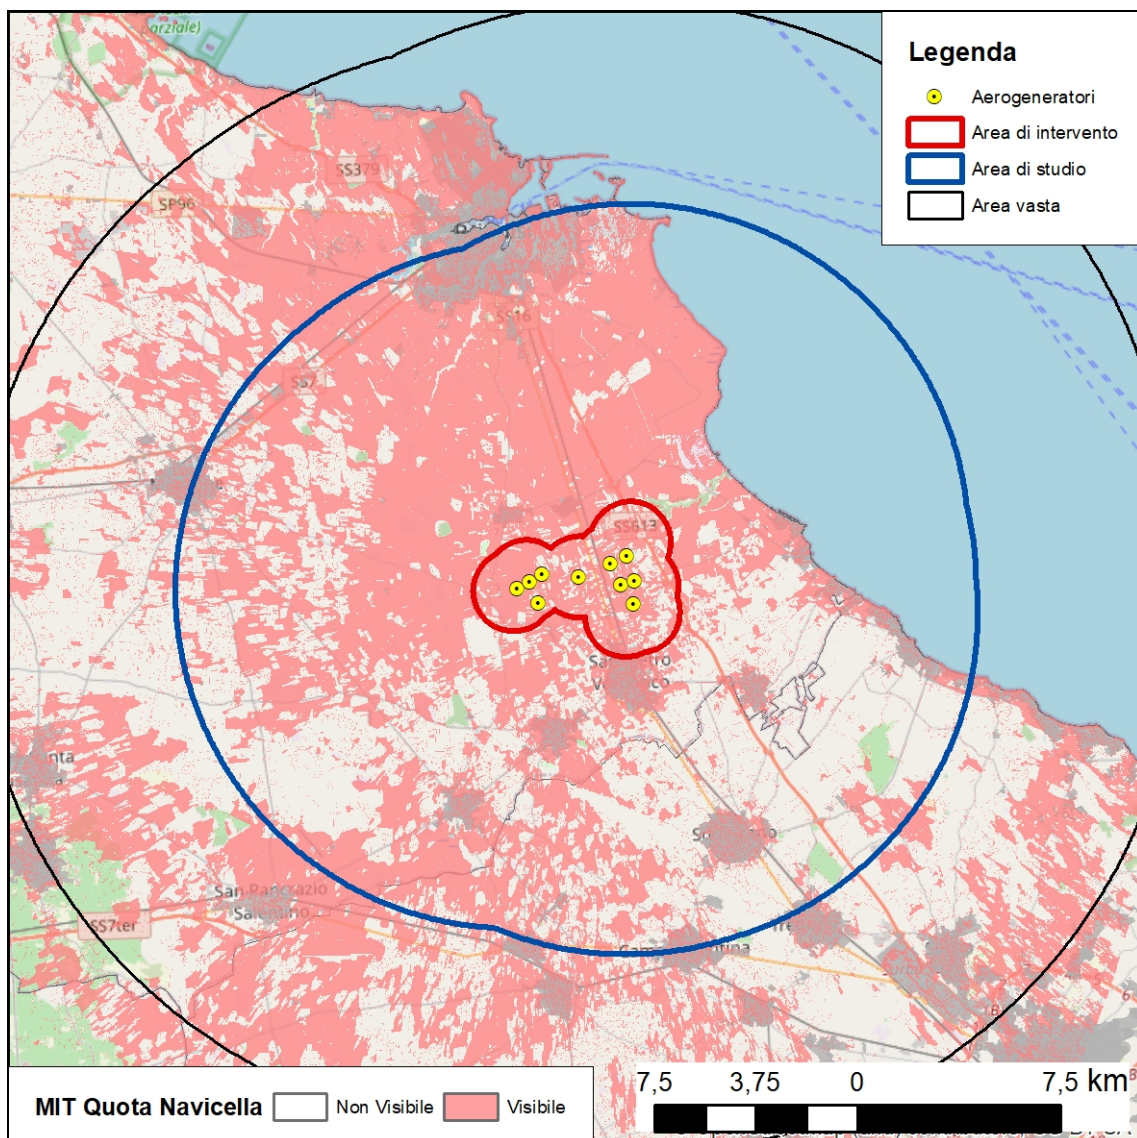 orziale)
Legenda
Aerogeneratori
Area di intervento
Area di studio
Area vasta
SS379
SP96
SS16
SS7
SS613
San Pancrazio
Salentino
SS7ter
MIT Quota Navicella
Non Visibile
Visibile
7,5 3,75 0 7,5 km